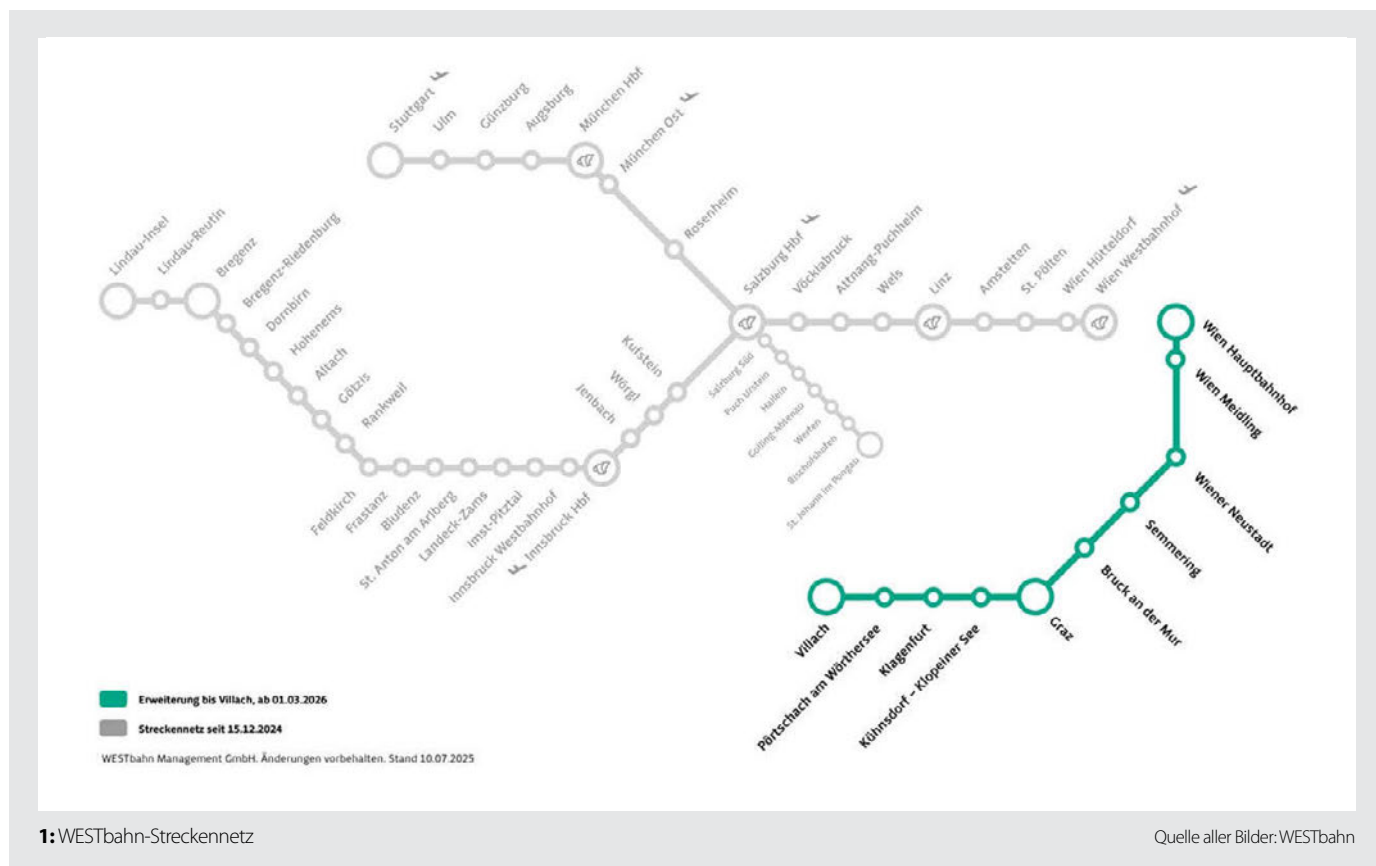 Stuttgart
Ulm
Günzburg
Augsburg
München Hbf
München Ost
Rosenheim
Lindau-Insel
Lindau-Reutin
Bregenz
Bregenz-Riedenburg
Dornbirn
Hohenems
Altach
Götzis
Rankweil
Feldkirch
Frastanz
Bludenz
St. Anton am Arlberg
Landeck-Zams
Imst-Pitztal
Innsbruck Westbahnhof
Innsbruck Hbf
Jenbach
Wörgl
Kufstein
Salzburg Hbf
Vöcklabruck
Attnang-Puchheim
Wels
Linz
Amstetten
St. Pölten
Wien Hütteldorf
Wien Westbahnhof
Salzburg Süd
Puch Urstein
Hallein
Golling-Abtenau
Werfen
Bischofshofen
St. Johann im Pongau
Wien Hauptbahnhof
Wien Meidling
Wiener Neustadt
Semmering
Bruck an der Mur
Graz
Kühnsdorf – Klopeiner See
Klagenfurt
Pörtschach am Wörthersee
Villach
Erweiterung bis Villach, ab 01.03.2026
Streckennetz seit 15.12.2024
WESTbahn Management GmbH. Änderungen vorbehalten. Stand 10.07.2025
1: WESTbahn-Streckennetz
Quelle aller Bilder: WESTbahn